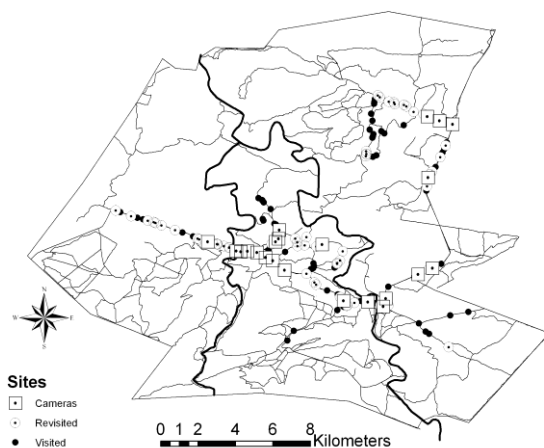 N
W E
S
Sites
Cameras
Revisited
Visited
0 1 2 4 6 8
Kilometers